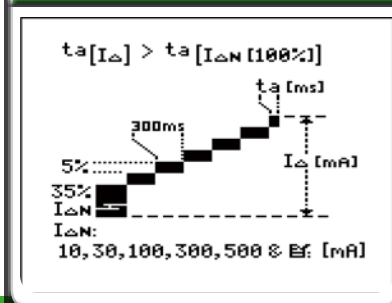 ta[I△] > ta[I△N [100%]]
ta [ms]
300ms
5%
I△ [mA]
35%
I△N
I△N:
10,30,100,300,500 & [mA]